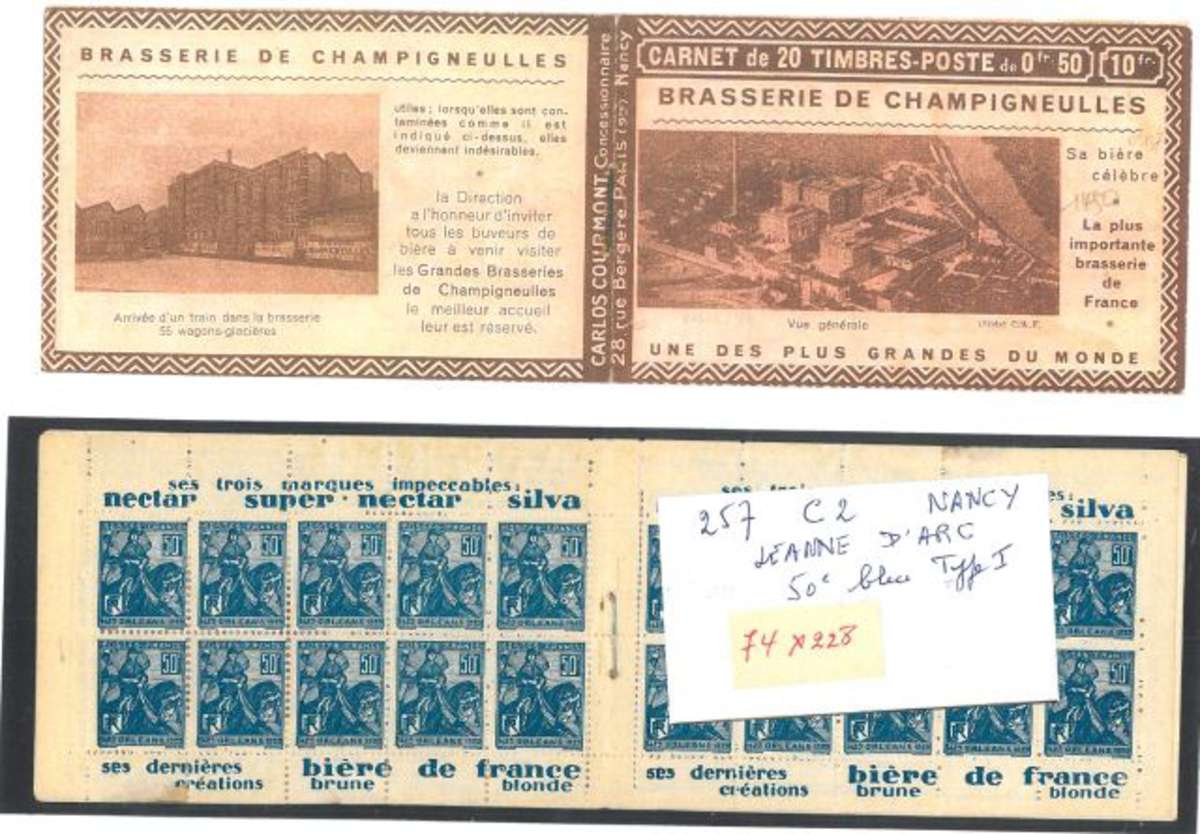 BRASSERIE DE CHAMPIGNEULLES
utiles; lorsqu'elles sont con-
taminées comme il est
indiqué ci-dessus, elles
deviennent indésirables.
la Direction
a l'honneur d'inviter
tous les buveurs de
bière à venir visiter
les Grandes Brasseries
de Champigneulles
le meilleur accueil
leur est réservé.
Arrivée d'un train dans la brasserie
55 wagons-glacières
CARLOS COURMONT, Concessionnaire
28, rue Bergère, PARIS (9e). Nancy
CARNET de 20 TIMBRES-POSTE de 0fr.50 10fr.
BRASSERIE DE CHAMPIGNEULLES
Sa bière
célèbre
La plus
importante
brasserie
de
France
Vue générale
UNE DES PLUS GRANDES DU MONDE
ses trois marques impeccables:
nectar super-nectar silva
50c
ORLÉANS
ses dernières
créations
bière de france
brune blonde
silva
257 C2 NANCY
JEANNE D'ARC
50c bleu Type I
74 x 228
ses dernières
créations
bière de france
brune blonde